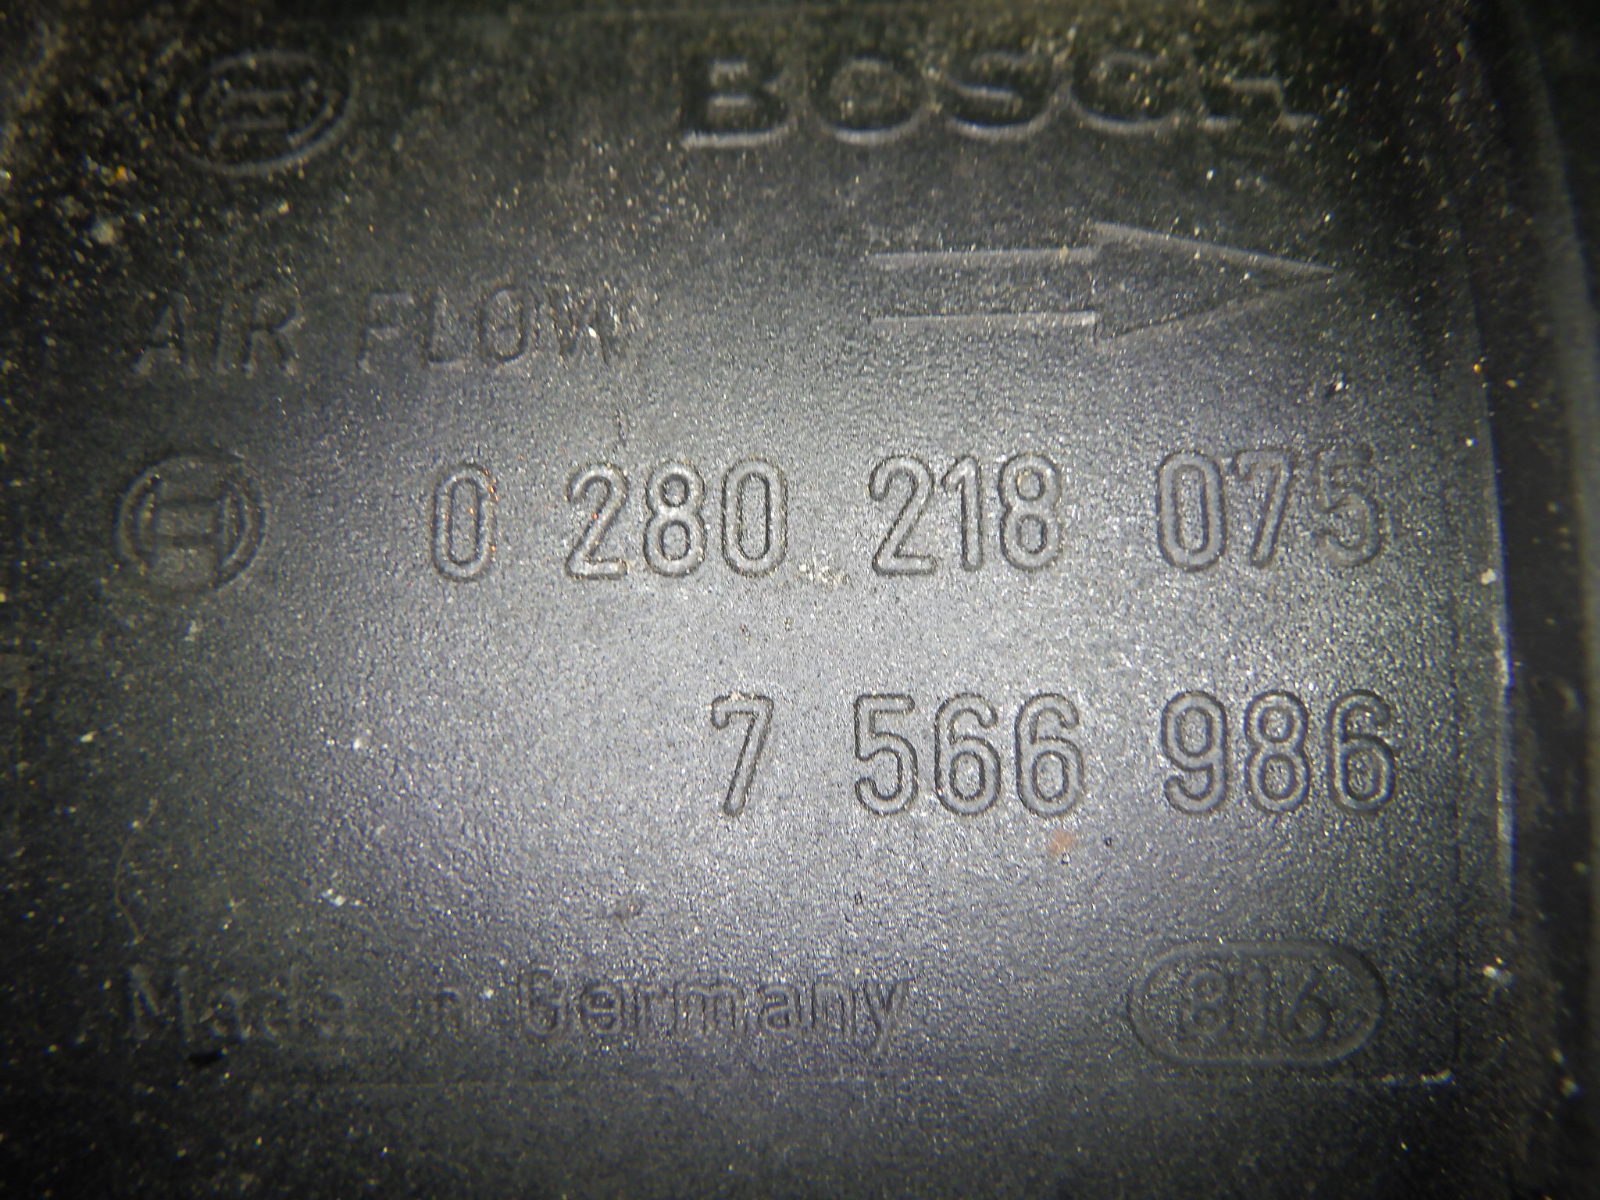 BOSCH
AIR FLOW
0 280 218 075
7 566 986
Made in Germany 816